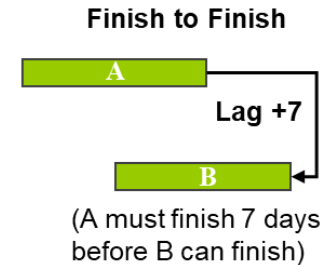 Finish to Finish
A
Lag +7
B
(A must finish 7 days
before B can finish)